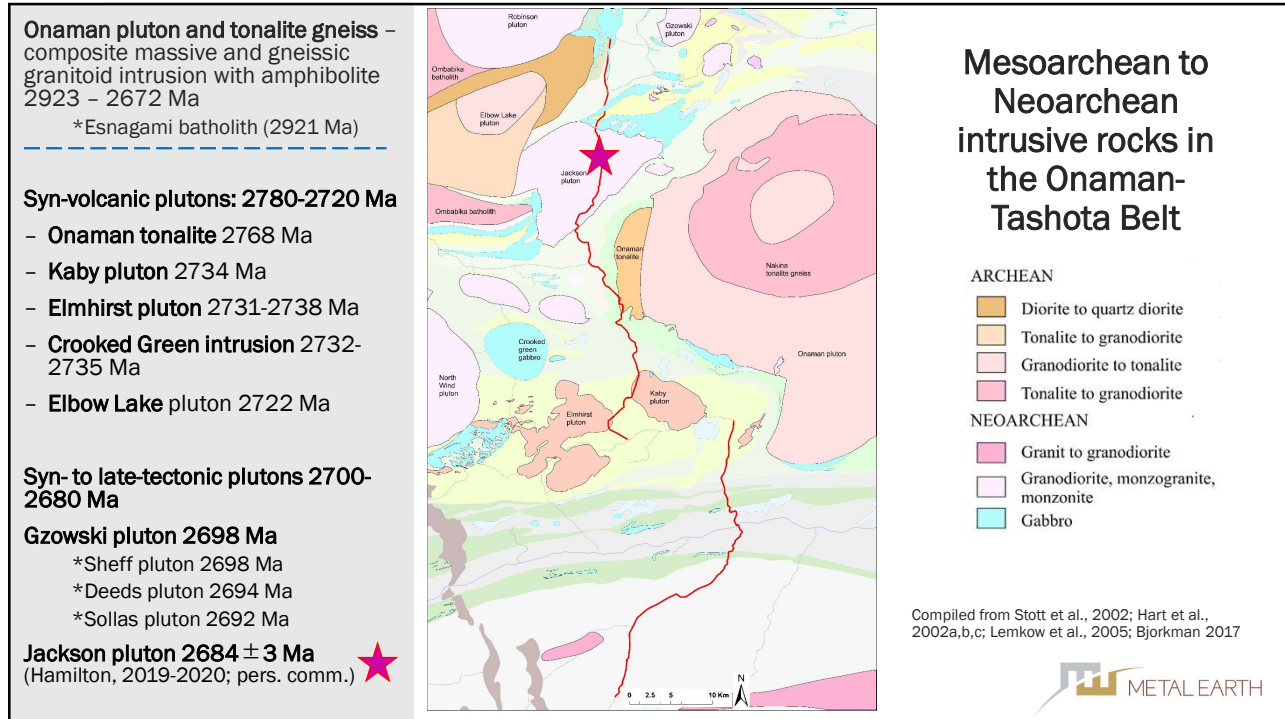 Onaman pluton and tonalite gneiss –
composite massive and gneissic
granitoid intrusion with amphibolite
2923 – 2672 Ma
*Esnagami batholith (2921 Ma)
Syn-volcanic plutons: 2780-2720 Ma
– Onaman tonalite 2768 Ma
– Kaby pluton 2734 Ma
– Elmhirst pluton 2731-2738 Ma
– Crooked Green intrusion 2732-
2735 Ma
– Elbow Lake pluton 2722 Ma
Syn- to late-tectonic plutons 2700-
2680 Ma
Gzowski pluton 2698 Ma
*Sheff pluton 2698 Ma
*Deeds pluton 2694 Ma
*Sollas pluton 2692 Ma
Jackson pluton 2684 ± 3 Ma
(Hamilton, 2019-2020; pers. comm.)
Robinson
pluton
Gzowski
pluton
Ombabika
batholith
Elbow Lake
pluton
Jackson
pluton
Ombabika batholith
Onaman
tonalite
Nakina
tonalite gneiss
Crooked
green
gabbro
Onaman pluton
North
Wind
pluton
Kaby
pluton
Elmhirst
pluton
N
0 2.5 5 10 Km
Mesoarchean to
Neoarchean
intrusive rocks in
the Onaman-
Tashota Belt
ARCHEAN
Diorite to quartz diorite
Tonalite to granodiorite
Granodiorite to tonalite
Tonalite to granodiorite
NEOARCHEAN
Granit to granodiorite
Granodiorite, monzogranite,
monzonite
Gabbro
Compiled from Stott et al., 2002; Hart et al.,
2002a,b,c; Lemkow et al., 2005; Bjorkman 2017
METAL EARTH